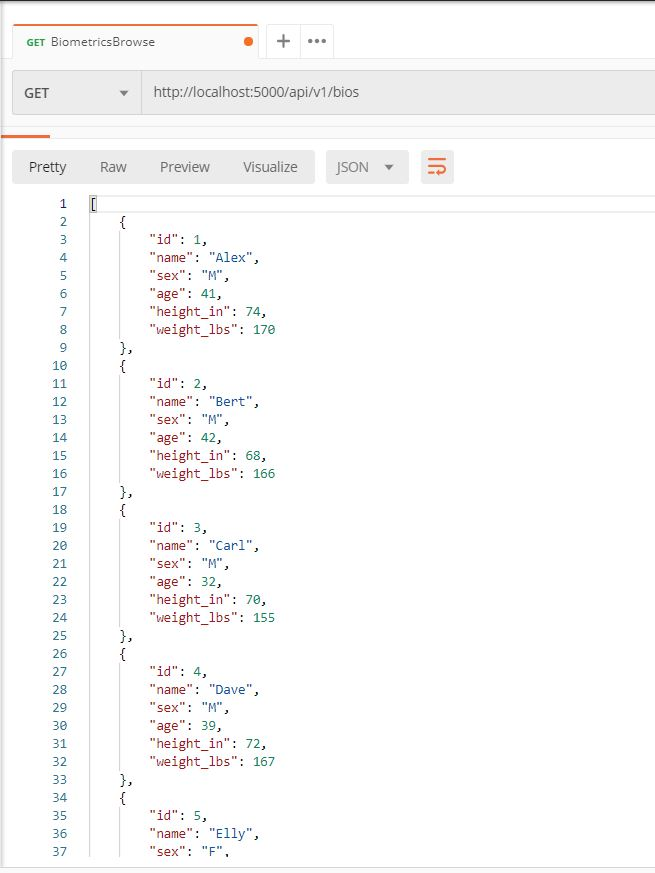 GET BiometricsBrowse
GET http://localhost:5000/api/v1/bios
Pretty Raw Preview Visualize JSON
1 [
2 {
3 "id": 1,
4 "name": "Alex",
5 "sex": "M",
6 "age": 41,
7 "height_in": 74,
8 "weight_lbs": 170
9 },
10 {
11 "id": 2,
12 "name": "Bert",
13 "sex": "M",
14 "age": 42,
15 "height_in": 68,
16 "weight_lbs": 166
17 },
18 {
19 "id": 3,
20 "name": "Carl",
21 "sex": "M",
22 "age": 32,
23 "height_in": 70,
24 "weight_lbs": 155
25 },
26 {
27 "id": 4,
28 "name": "Dave",
29 "sex": "M",
30 "age": 39,
31 "height_in": 72,
32 "weight_lbs": 167
33 },
34 {
35 "id": 5,
36 "name": "Elly",
37 "sex": "F",